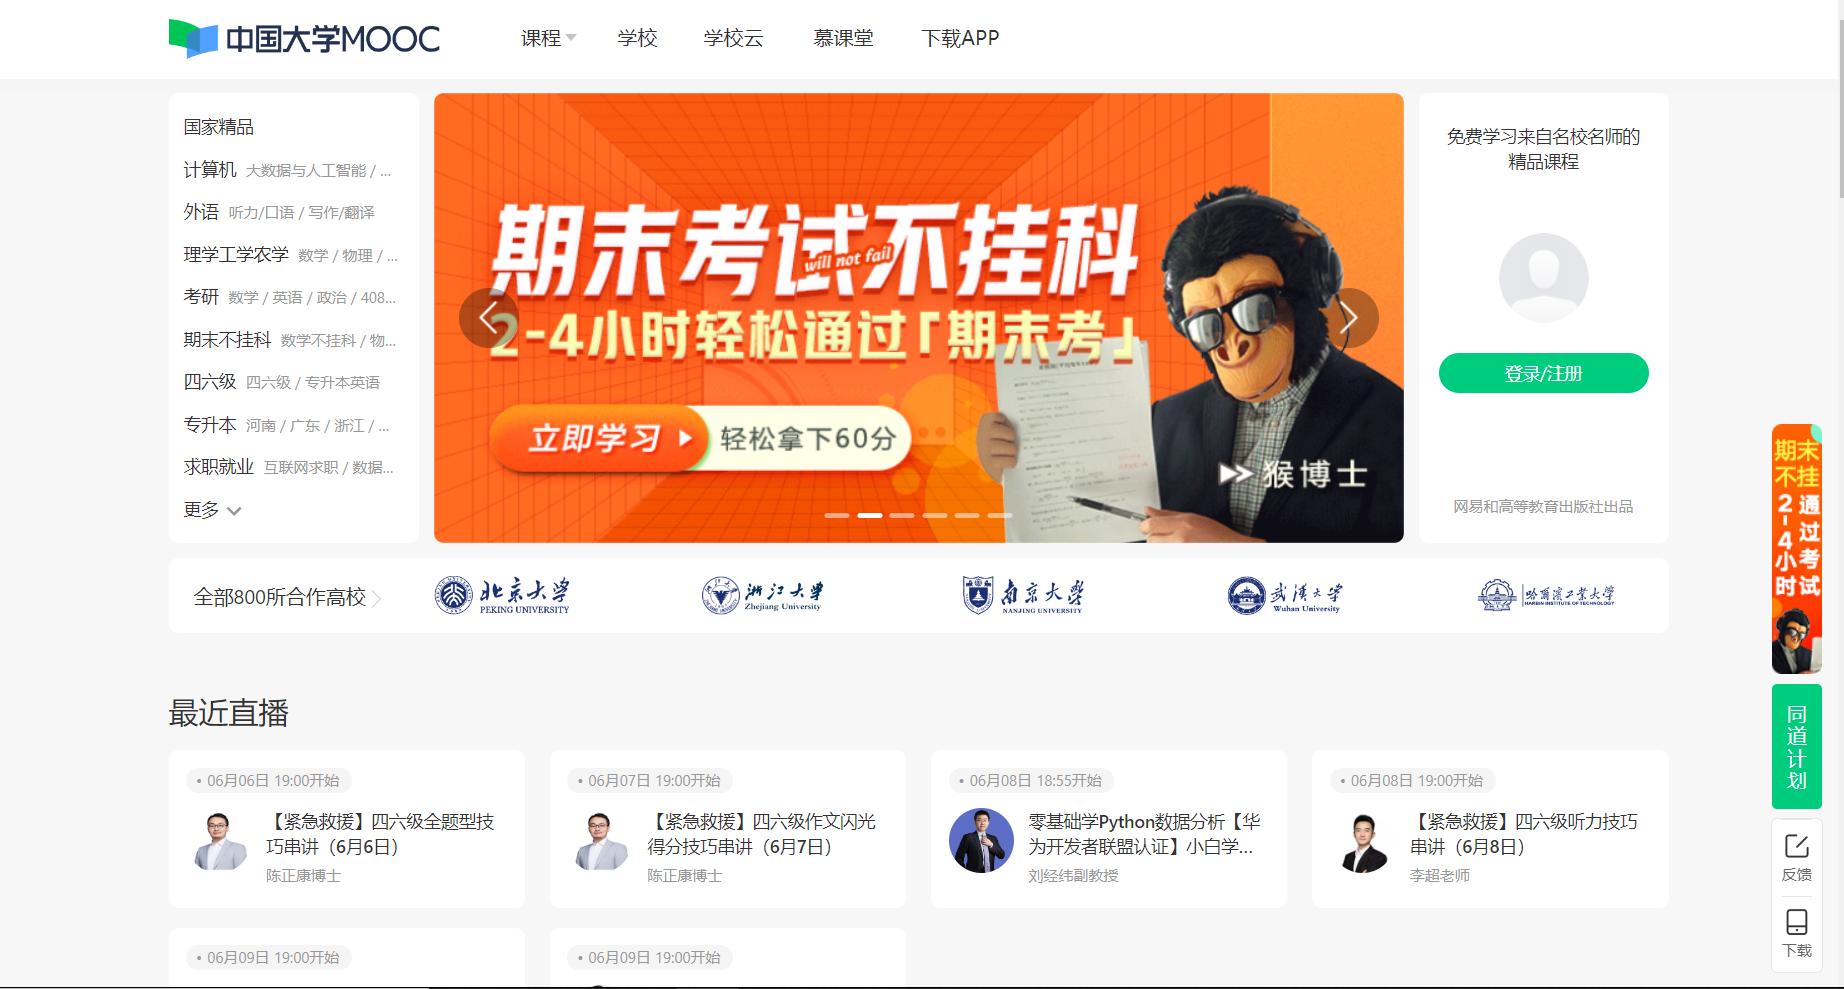 中国大学MOOC
课程
学校
学校云
慕课堂
下载APP
国家精品
计算机 大数据与人工智能 / ...
外语 听力/口语 / 写作/翻译
理学工学农学 数学 / 物理 / ...
考研 数学 / 英语 / 政治 / 408...
期末不挂科 数学不挂科 / 物...
四六级 四六级 / 专升本英语
专升本 河南 / 广东 / 浙江 / ...
求职就业 互联网求职 / 数据...
更多
期末考试不挂科
will not fail
2-4小时轻松通过「期末考」
立即学习
轻松拿下60分
猴博士
免费学习来自名校名师的
精品课程
登录/注册
网易和高等教育出版社出品
全部800所合作高校
北京大学
PEKING UNIVERSITY
浙江大学
Zhejiang University
南京大学
NANJING UNIVERSITY
武汉大学
Wuhan University
哈尔滨工业大学
HARBIN INSTITUTE OF TECHNOLOGY
最近直播
• 06月06日 19:00开始
【紧急救援】四六级全题型技
巧串讲（6月6日）
陈正康博士
• 06月07日 19:00开始
【紧急救援】四六级作文闪光
得分技巧串讲（6月7日）
陈正康博士
• 06月08日 18:55开始
零基础学Python数据分析【华
为开发者联盟认证】小白学...
刘经纬副教授
• 06月08日 19:00开始
【紧急救援】四六级听力技巧
串讲（6月8日）
李超老师
• 06月09日 19:00开始
• 06月09日 19:00开始
期末
不挂
2-4小时
通过考试
同道计划
反馈
下载